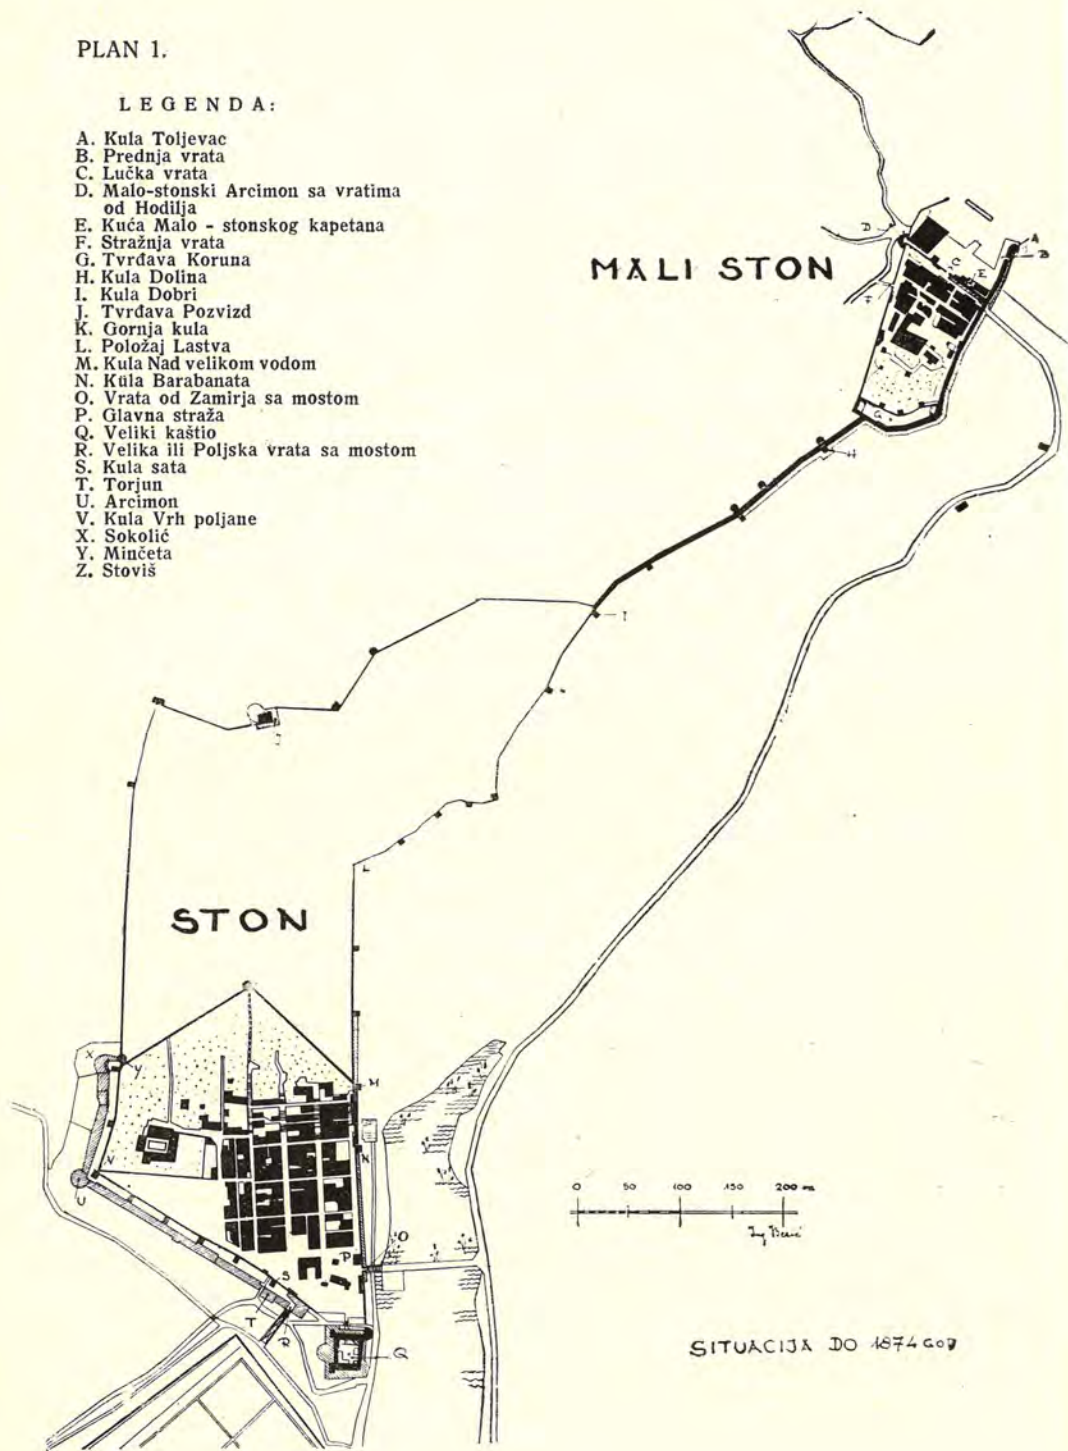 PLAN 1.
LEGENDA:
A. Kula Toljevac
B. Prednja vrata
C. Lučka vrata
D. Malo-stonski Arcimon sa vratima
od Hodilja
E. Kuća Malo - stonskog kapetana
F. Stražnja vrata
G. Tvrđava Koruna
H. Kula Dolina
I. Kula Dobri
J. Tvrđava Pozvizd
K. Gornja kula
L. Položaj Lastva
M. Kula Nad velikom vodom
N. Kula Barabanata
O. Vrata od Zamirja sa mostom
P. Glavna straža
Q. Veliki kaštio
R. Velika ili Poljska vrata sa mostom
S. Kula sata
T. Torjun
U. Arcimon
V. Kula Vrh poljane
X. Sokolić
Y. Minčeta
Z. Stoviš
D
A
B
C
E
MALI STON
F
G
H
I
J
L
STON
X
Y
M
N
V
U
O
P
S
T
R
Q
0 50 100 150 200 m
SITUACIJA DO 1874 GOD